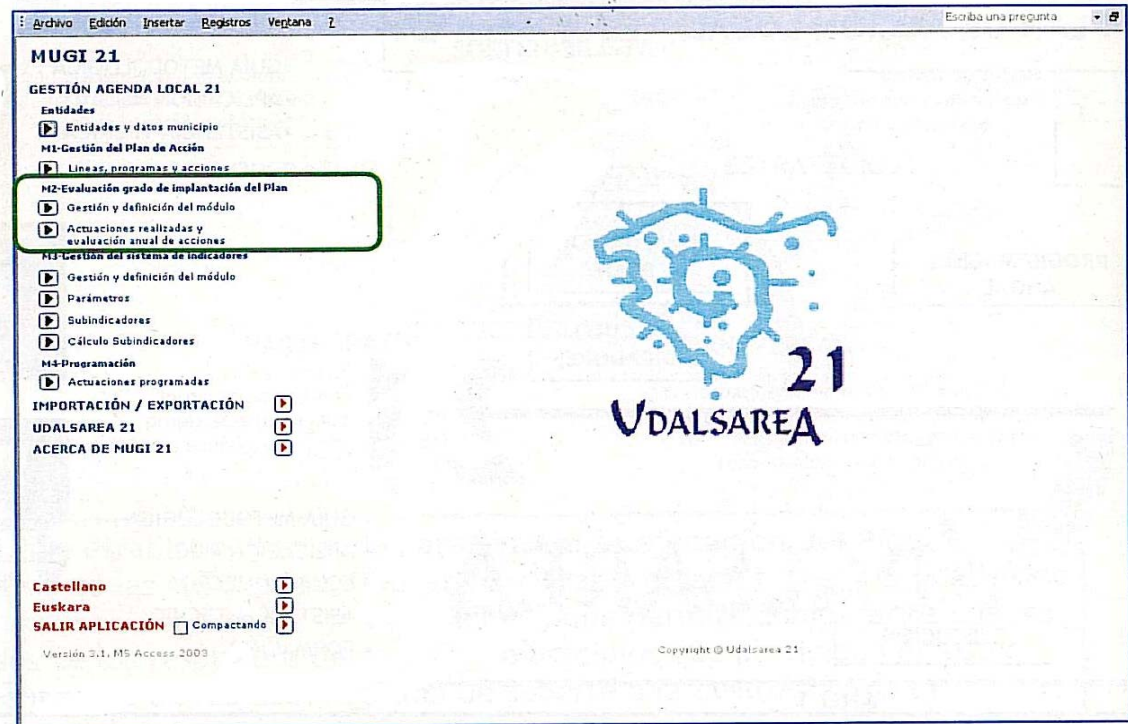 Archivo Edición Insertar Registros Ventana ? Escriba una pregunta
MUGI 21
GESTIÓN AGENDA LOCAL 21
Entidades
Entidades y datos municipio
M1-Gestión del Plan de Acción
Lineas, programas y acciones
M2-Evaluación grado de implantación del Plan
Gestión y definición del módulo
Actuaciones realizadas y
evaluación anual de acciones
M3-Gestión del sistema de indicadores
Gestión y definición del módulo
Parámetros
Subindicadores
Cálculo Subindicadores
M4-Programación
Actuaciones programadas
IMPORTACIÓN / EXPORTACIÓN
UDALSAREA 21
ACERCA DE MUGI 21
21
UDALSAREA
Castellano
Euskara
SALIR APLICACIÓN Compactando
Versión 3.1, MS Access 2003
Copyright @ Udalsarea 21